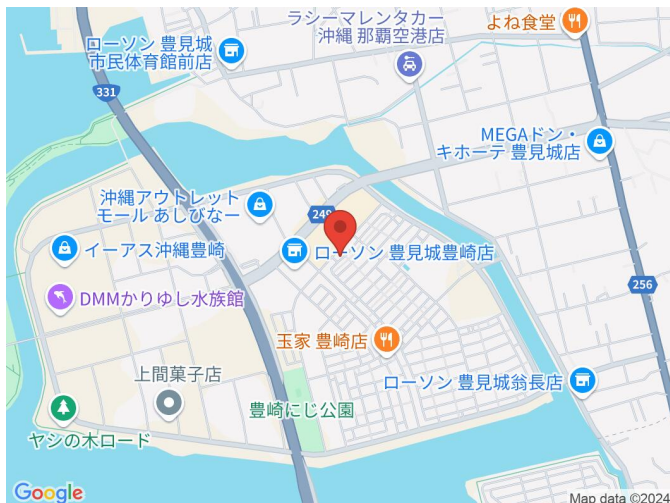 ラシーマレンタカー
沖縄 那覇空港店
よね食堂
ローソン 豊見城
市民体育館前店
331
MEGAドン・
キホーテ 豊見城店
沖縄アウトレット
モール あしびなー
249
イーアス沖縄豊崎
ローソン 豊見城豊崎店
256
DMMかりゆし水族館
玉家 豊崎店
上間菓子店
ローソン 豊見城翁長店
豊崎にじ公園
ヤシの木ロード
Google
Map data ©2024